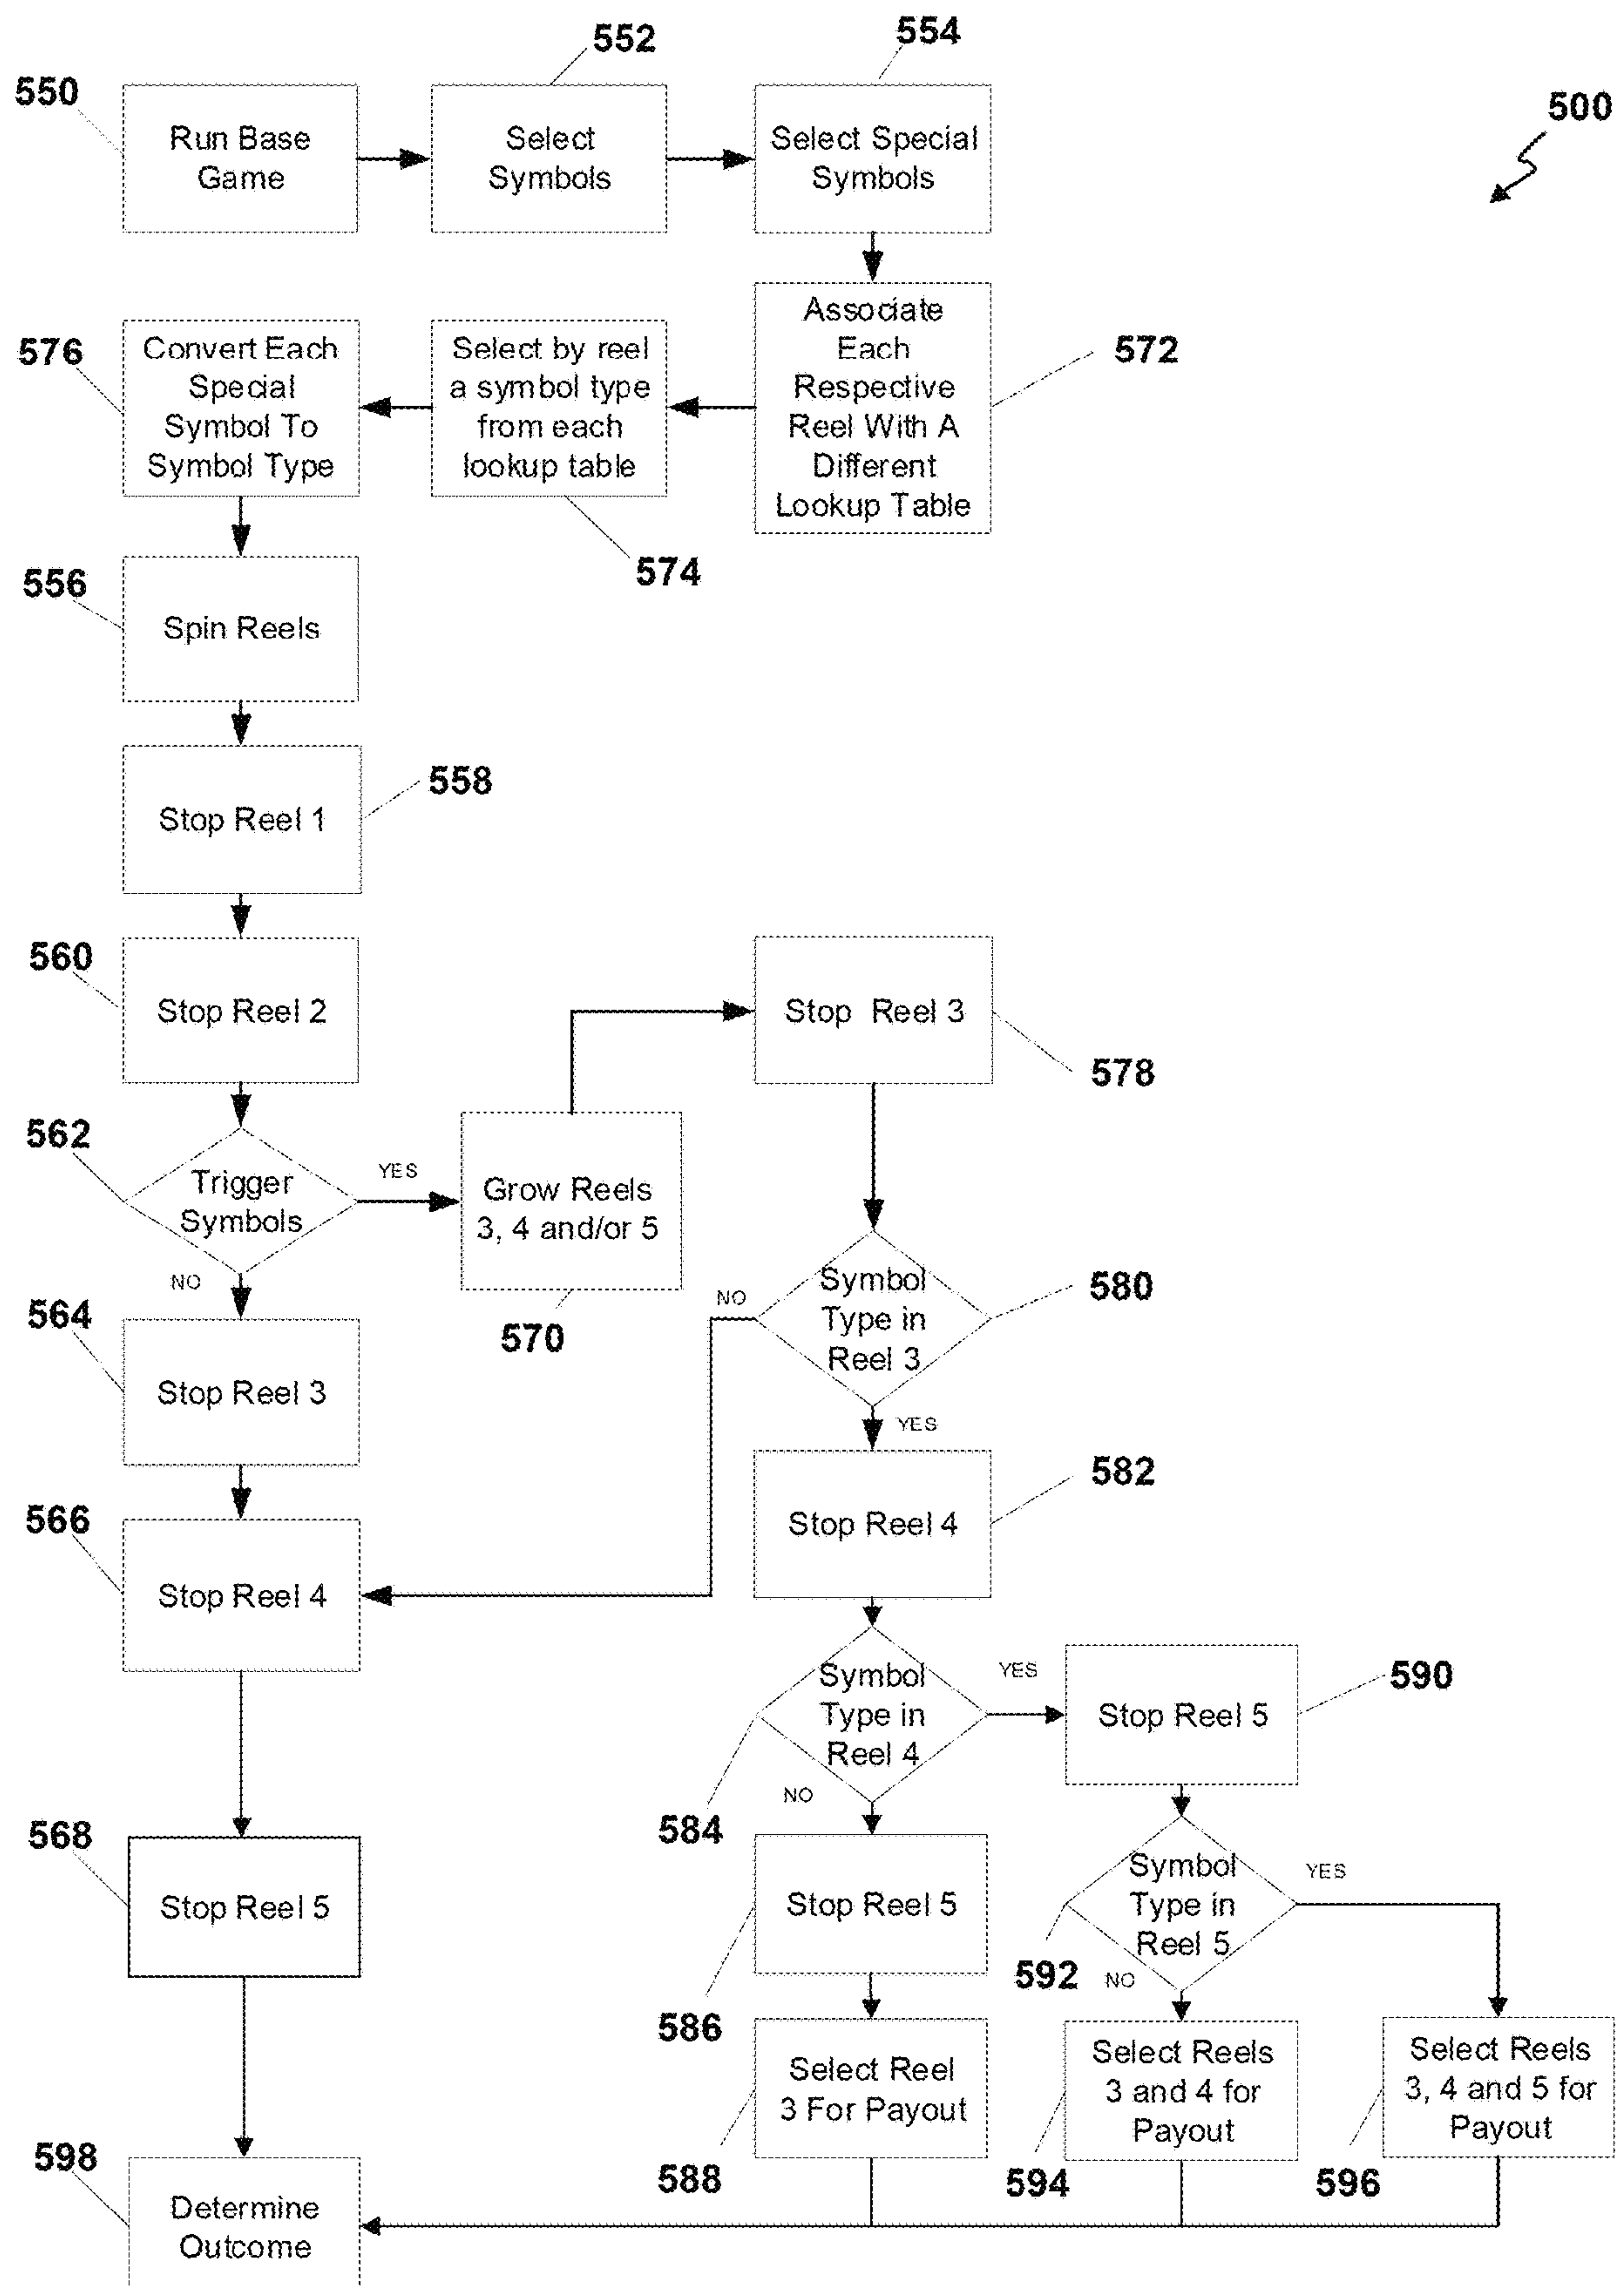 552
554
550
500
Run Base
Game
Select
Symbols
Select Special
Symbols
576
Convert Each
Special
Symbol To
Symbol Type
Select by reel
a symbol type
from each
lookup table
Associate
Each
Respective
Reel With A
Different
Lookup Table
572
574
556
Spin Reels
558
Stop Reel 1
560
Stop Reel 2
Stop Reel 3
578
562
Trigger
Symbols
YES
Grow Reels
3, 4 and/or 5
NO
570
NO
Symbol
Type in
Reel 3
580
YES
564
Stop Reel 3
582
Stop Reel 4
566
Stop Reel 4
Symbol
Type in
Reel 4
YES
590
Stop Reel 5
584
NO
568
Stop Reel 5
Stop Reel 5
586
Symbol
Type in
Reel 5
YES
592
NO
Select Reel
3 For Payout
588
Select Reels
3 and 4 for
Payout
594
Select Reels
3, 4 and 5 for
Payout
596
598
Determine
Outcome